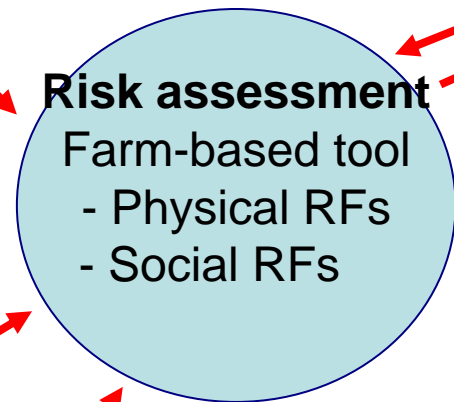 Risk assessment
Farm-based tool
- Physical RFs
- Social RFs